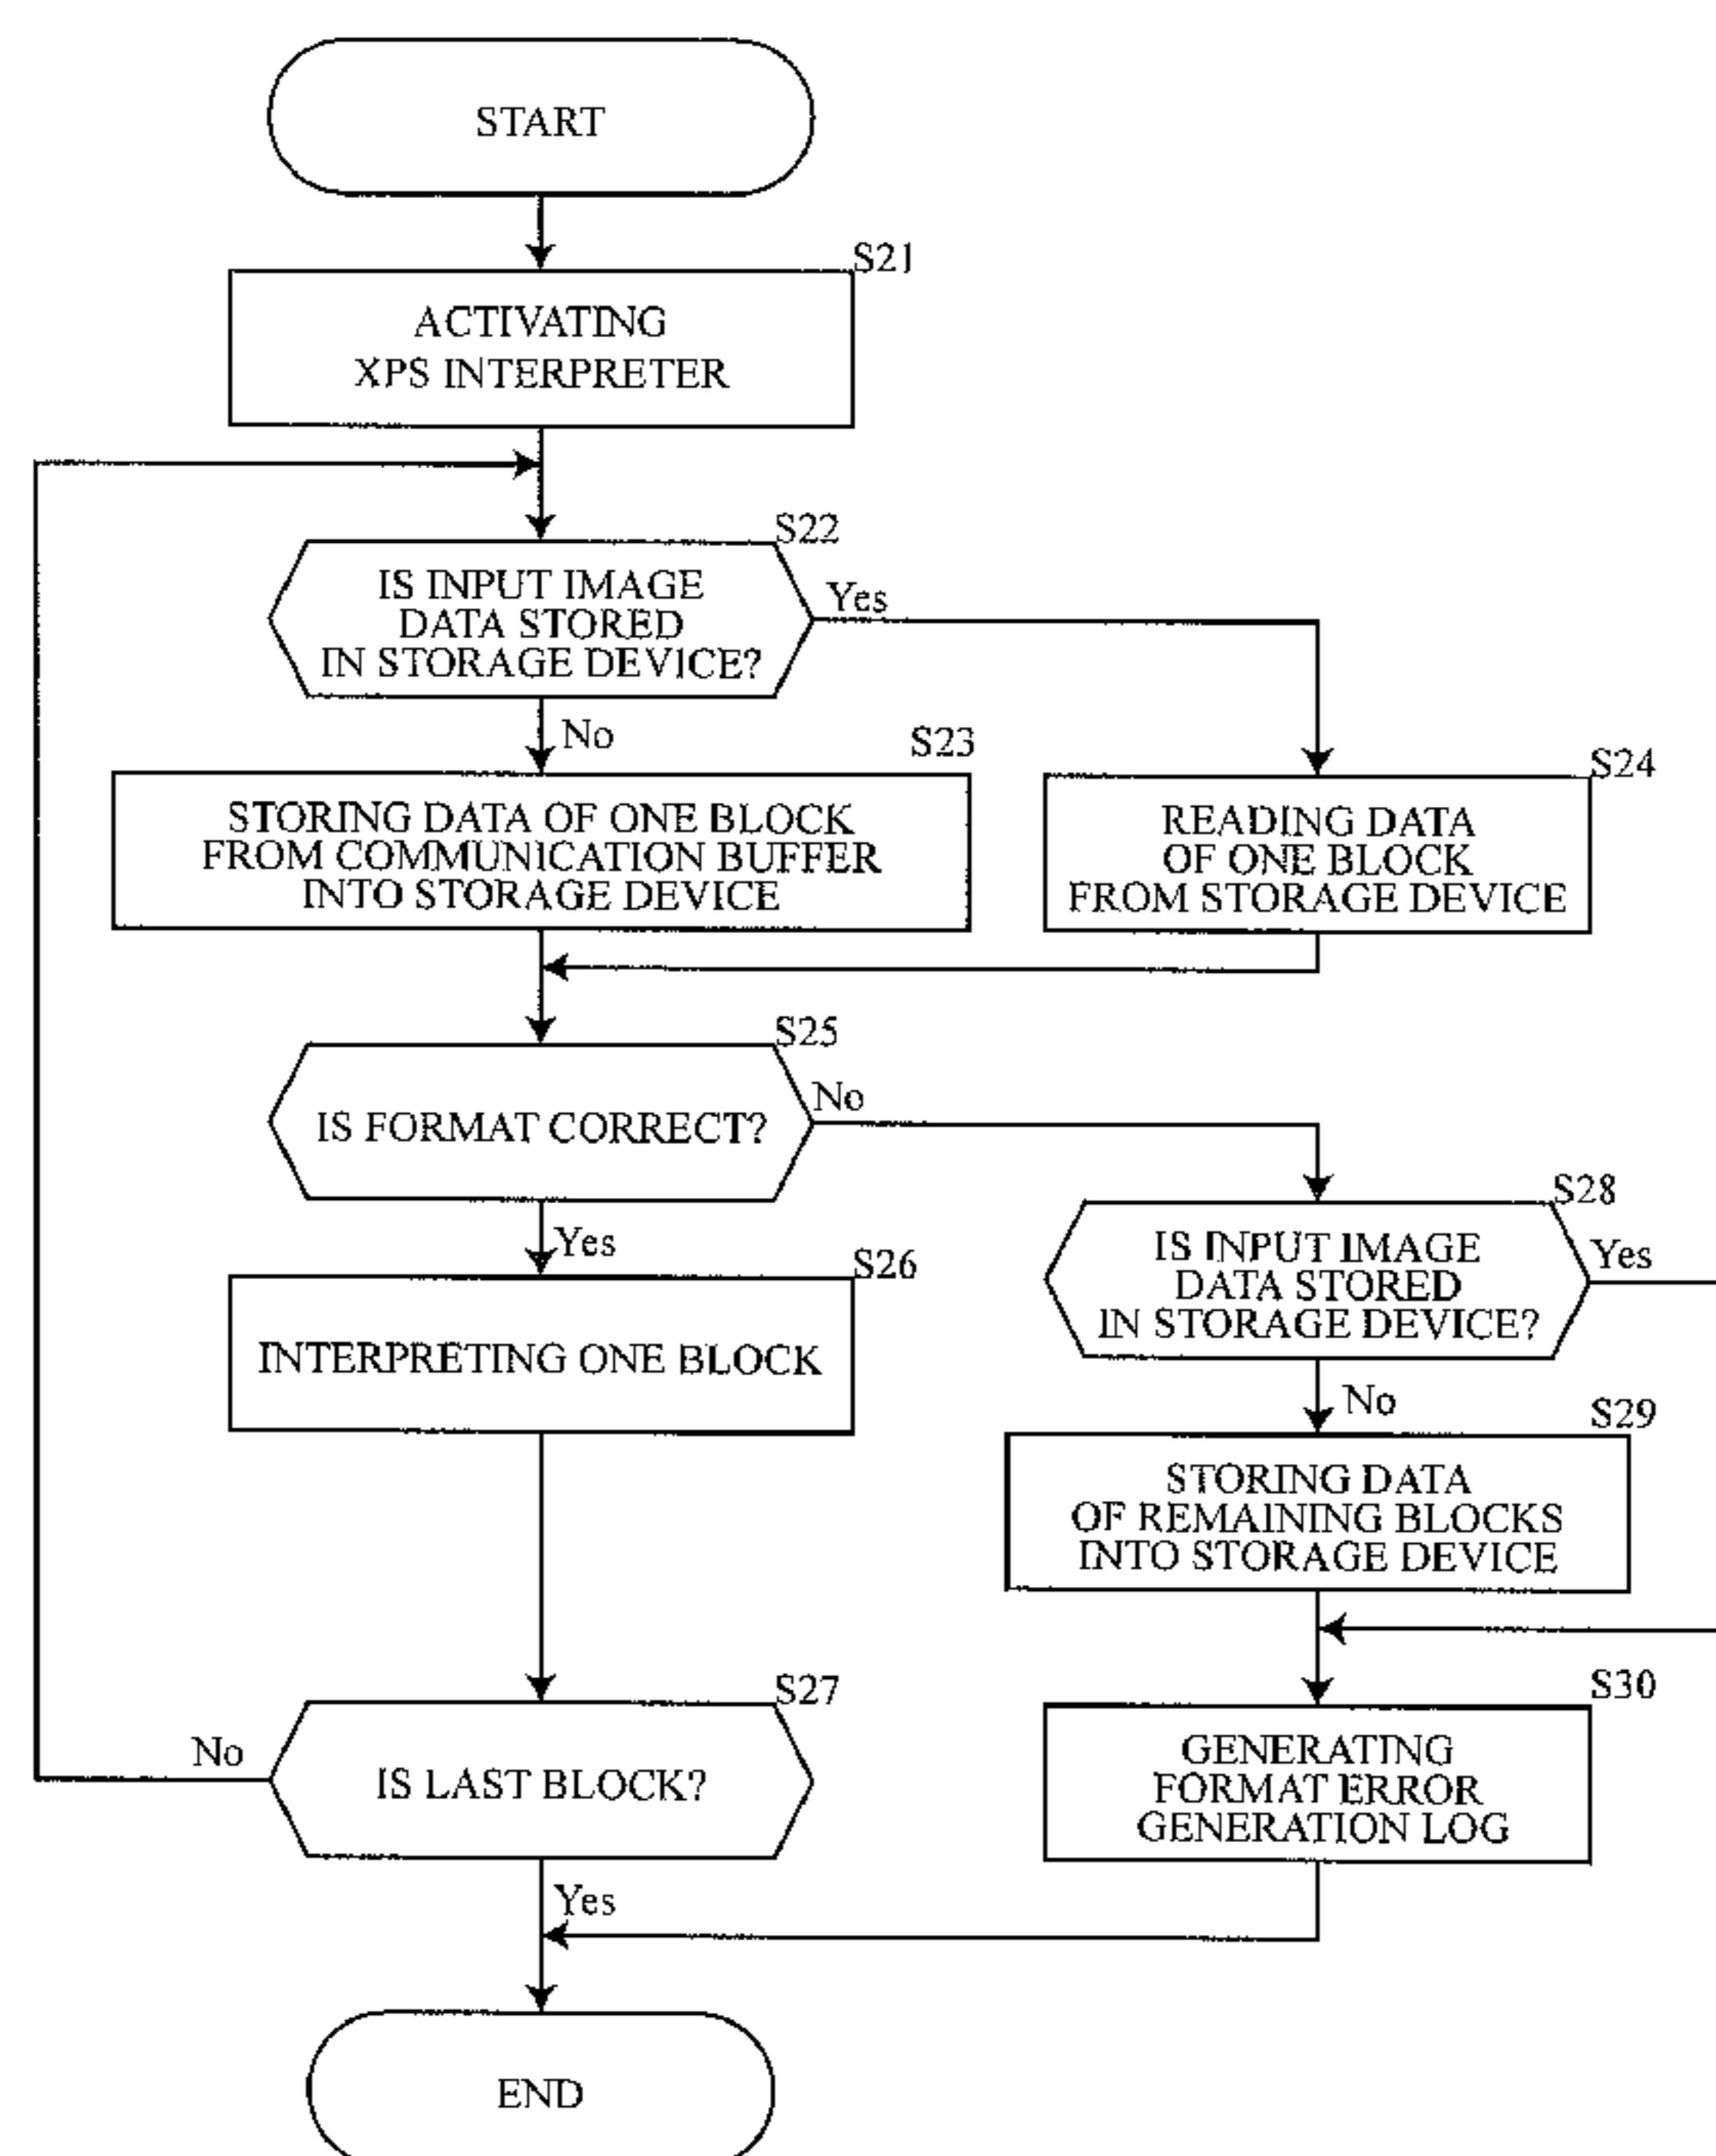 START
S21
ACTIVATING
XPS INTERPRETER
S22
IS INPUT IMAGE
DATA STORED
IN STORAGE DEVICE?
Yes
No
S23
STORING DATA OF ONE BLOCK
FROM COMMUNICATION BUFFER
INTO STORAGE DEVICE
S24
READING DATA
OF ONE BLOCK
FROM STORAGE DEVICE
S25
IS FORMAT CORRECT?
No
Yes
S26
INTERPRETING ONE BLOCK
S28
IS INPUT IMAGE
DATA STORED
IN STORAGE DEVICE?
Yes
No
S29
STORING DATA
OF REMAINING BLOCKS
INTO STORAGE DEVICE
S27
IS LAST BLOCK?
No
Yes
S30
GENERATING
FORMAT ERROR
GENERATION LOG
END